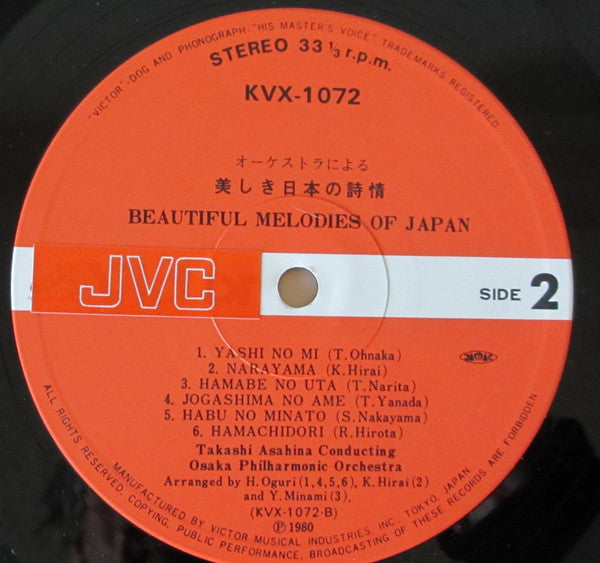 "VICTOR"-DOG AND PHONOGRAPH-"HIS MASTER'S VOICE" TRADEMARKS REGISTERED
STEREO 33 1/3 r.p.m.
KVX-1072
オーケストラによる
美しき日本の詩情
BEAUTIFUL MELODIES OF JAPAN
JVC
SIDE 2
1. YASHI NO MI (T. Ohnaka)
2. NARAYAMA (K. Hirai)
3. HAMABE NO UTA (T. Narita)
4. JOGASHIMA NO AME (T. Yanada)
5. HABU NO MINATO (S. Nakayama)
6. HAMACHIDORI (R. Hirota)
JASRAC
Takashi Asahina Conducting
Osaka Philharmonic Orchestra
Arranged by H. Oguri (1,4,5,6), K. Hirai (2)
and Y. Minami (3).
(KVX-1072-B)
Ⓟ 1980
MANUFACTURED BY VICTOR MUSICAL INDUSTRIES, INC. TOKYO, JAPAN
ALL RIGHTS RESERVED, COPYING, PUBLIC PERFORMANCE, BROADCASTING OF THESE RECORDS ARE FORBIDDEN